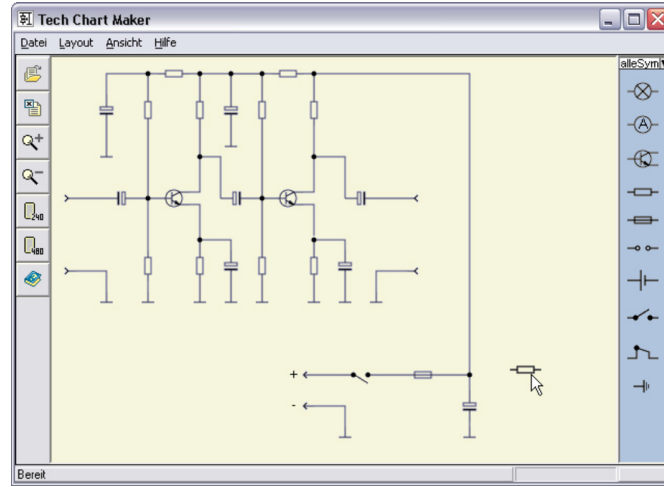 Tech Chart Maker
Datei Layout Ansicht Hilfe
alleSym
A
240
480
+
-
Bereit